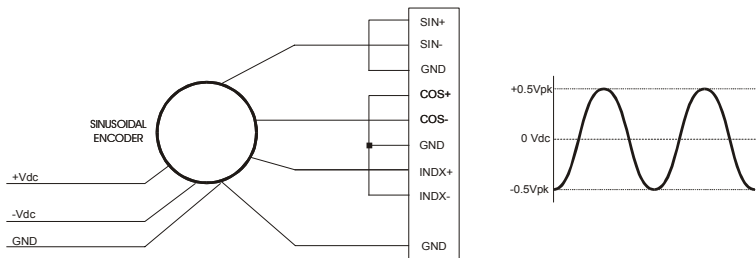 SINUSOIDAL
ENCODER
+Vdc
-Vdc
GND
SIN+
SIN-
GND
COS+
COS-
GND
INDX+
INDX-
GND
+0.5Vpk
0 Vdc
-0.5Vpk